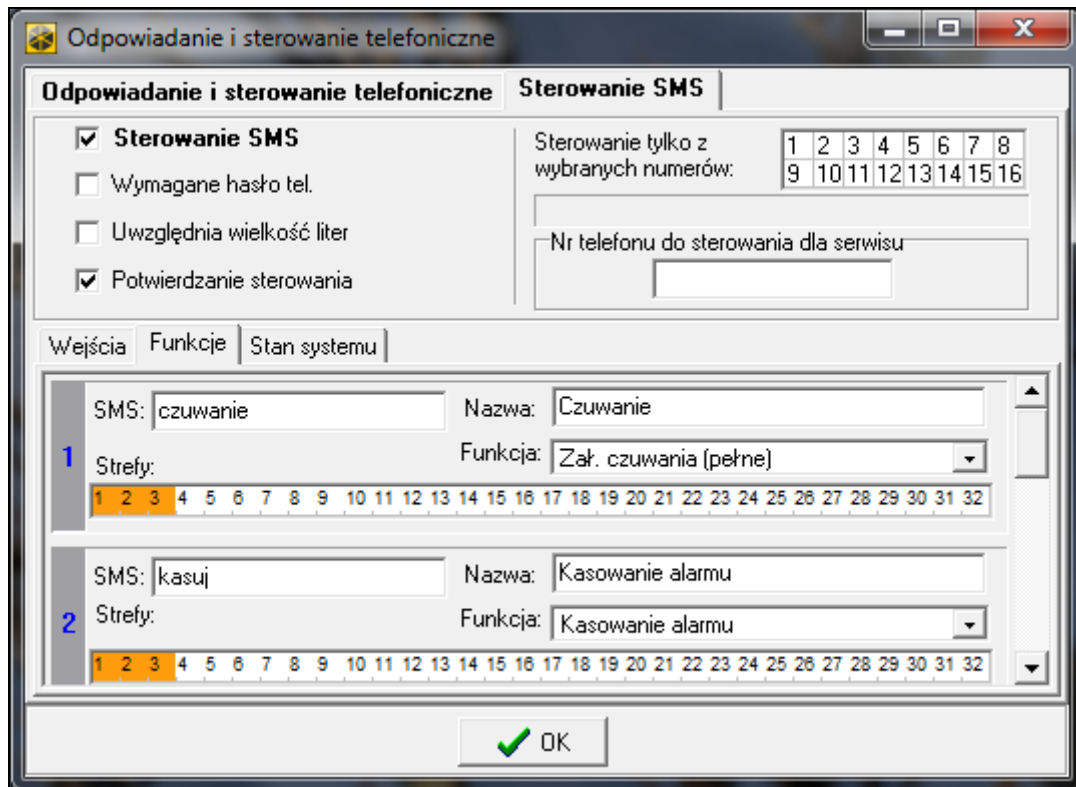 Odpowiadanie i sterowanie telefoniczne
Odpowiadanie i sterowanie telefoniczne Sterowanie SMS
Sterowanie SMS
Wymagane hasło tel.
Uwzględnia wielkość liter
Potwierdzanie sterowania
Sterowanie tylko z
wybranych numerów:
1 2 3 4 5 6 7 8
9 10 11 12 13 14 15 16
Nr telefonu do sterowania dla serwisu
Wejścia Funkcje Stan systemu
1
SMS: czuwanie Nazwa: Czuwanie
Strefy: Funkcja: Zał. czuwania (pełne)
1 2 3 4 5 6 7 8 9 10 11 12 13 14 15 16 17 18 19 20 21 22 23 24 25 26 27 28 29 30 31 32
2
SMS: kasuj Nazwa: Kasowanie alarmu
Strefy: Funkcja: Kasowanie alarmu
1 2 3 4 5 6 7 8 9 10 11 12 13 14 15 16 17 18 19 20 21 22 23 24 25 26 27 28 29 30 31 32
OK